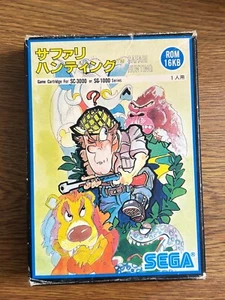 サファリ
ハンティング
SAFARI
HUNTING
ROM
16KB
Game Cartridge For SC-3000 or SG-1000 Series
1人用
?
SEGA